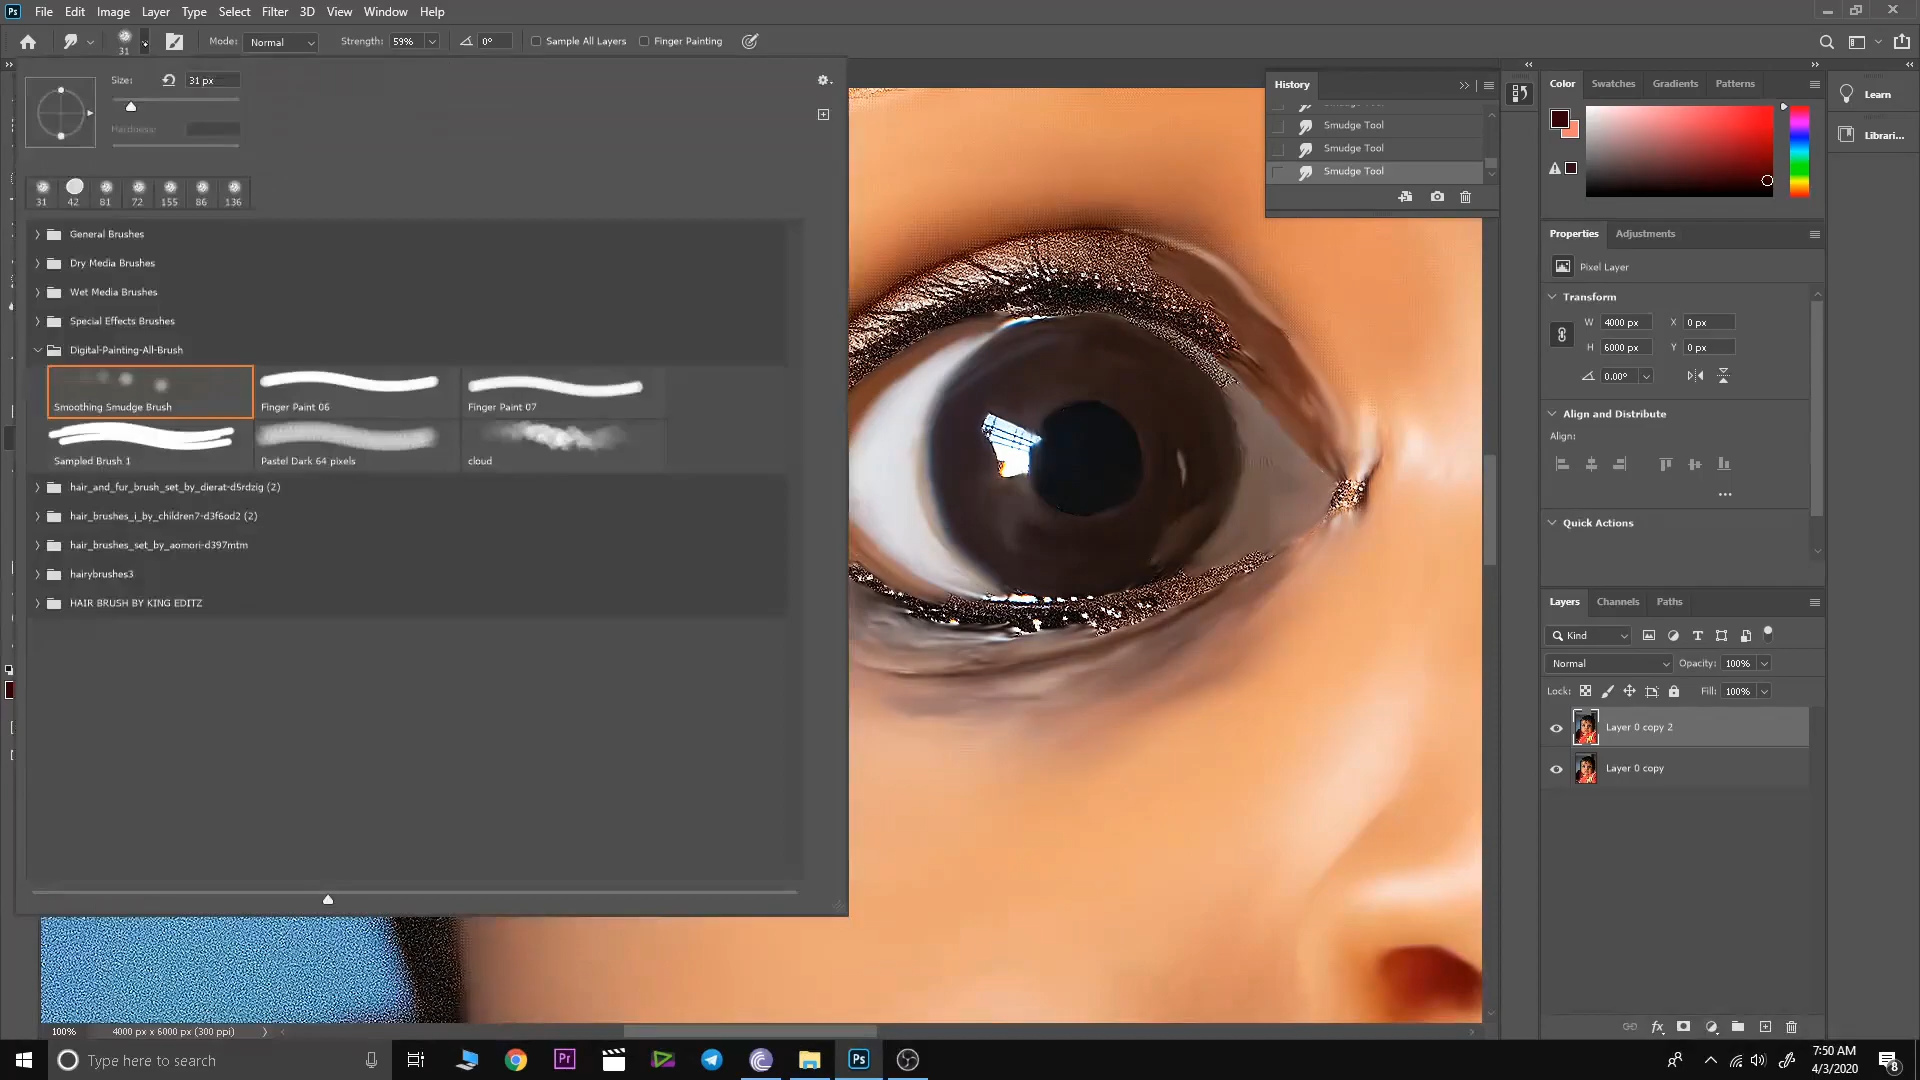 Ps File Edit Image Layer Type Select Filter 3D View Window Help
31 Mode: Normal Strength: 59% 0° Sample All Layers Finger Painting
Size: 31 px
Hardness:
31 42 81 72 155 86 136
General Brushes
Dry Media Brushes
Wet Media Brushes
Special Effects Brushes
Digital-Painting-All-Brush
Smoothing Smudge Brush Finger Paint 06 Finger Paint 07
Sampled Brush 1 Pastel Dark 64 pixels cloud
hair_and_fur_brush_set_by_dierat-d5rdzig (2)
hair_brushes_i_by_children7-d3f6od2 (2)
hair_brushes_set_by_aomori-d397mtm
hairybrushes3
HAIR BRUSH BY KING EDITZ
History
Smudge Tool
Smudge Tool
Smudge Tool
Color Swatches Gradients Patterns
Learn
Librari...
Properties Adjustments
Pixel Layer
Transform
W 4000 px X 0 px
H 6000 px Y 0 px
0.00°
Align and Distribute
Align:
Quick Actions
Layers Channels Paths
Kind
Normal Opacity: 100%
Lock: Fill: 100%
Layer 0 copy 2
Layer 0 copy
fx
100% 4000 px x 6000 px (300 ppi)
Type here to search
Pr
Ps
7:50 AM
4/3/2020
8